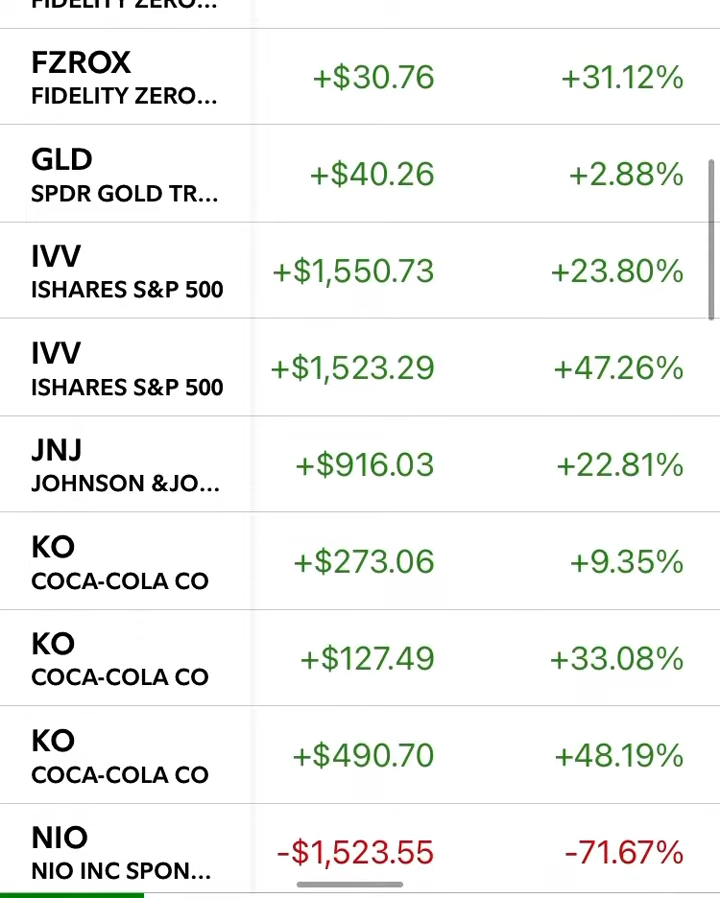 FIDELITY ZERO...
FZROX +$30.76 +31.12%
FIDELITY ZERO...
GLD +$40.26 +2.88%
SPDR GOLD TR...
IVV +$1,550.73 +23.80%
ISHARES S&P 500
IVV +$1,523.29 +47.26%
ISHARES S&P 500
JNJ +$916.03 +22.81%
JOHNSON &JO...
KO +$273.06 +9.35%
COCA-COLA CO
KO +$127.49 +33.08%
COCA-COLA CO
KO +$490.70 +48.19%
COCA-COLA CO
NIO -$1,523.55 -71.67%
NIO INC SPON...